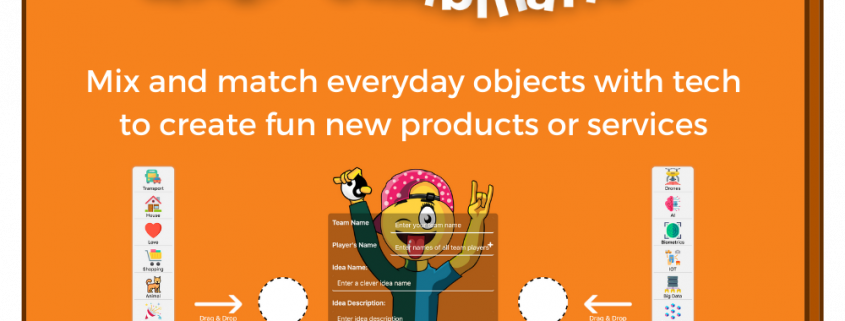 Mix and match everyday objects with tech
to create fun new products or services
Transport
House
Love
Shopping
Animal
Drag & Drop
Team Name
Enter your team name
Player's Name
Enter names of all team players
+
Idea Name:
Enter a clever idea name
Idea Description:
Enter idea description
Drones
AI
Biometrics
IOT
Big Data
Drag & Drop